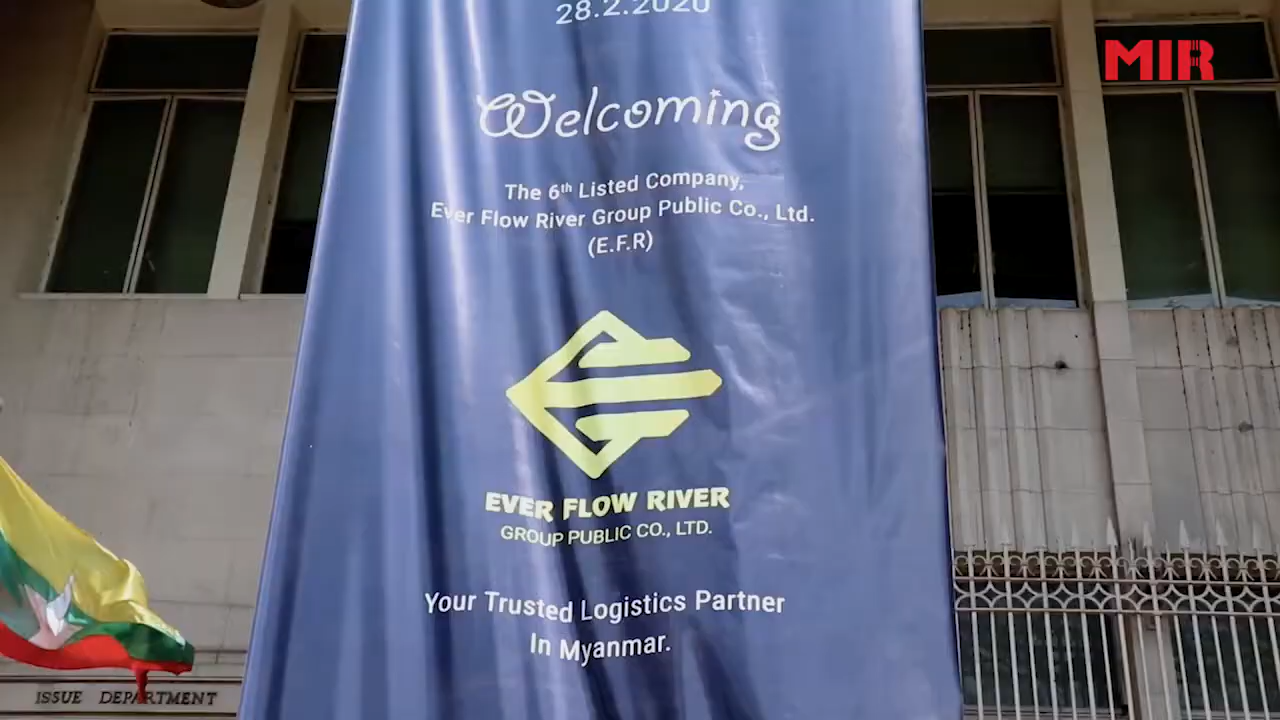 28.2.2020
MIR
Welcoming
The 6th Listed Company,
Ever Flow River Group Public Co., Ltd.
(E.F.R)
EVER FLOW RIVER
GROUP PUBLIC CO., LTD.
Your Trusted Logistics Partner
In Myanmar.
ISSUE DEPARTMENT